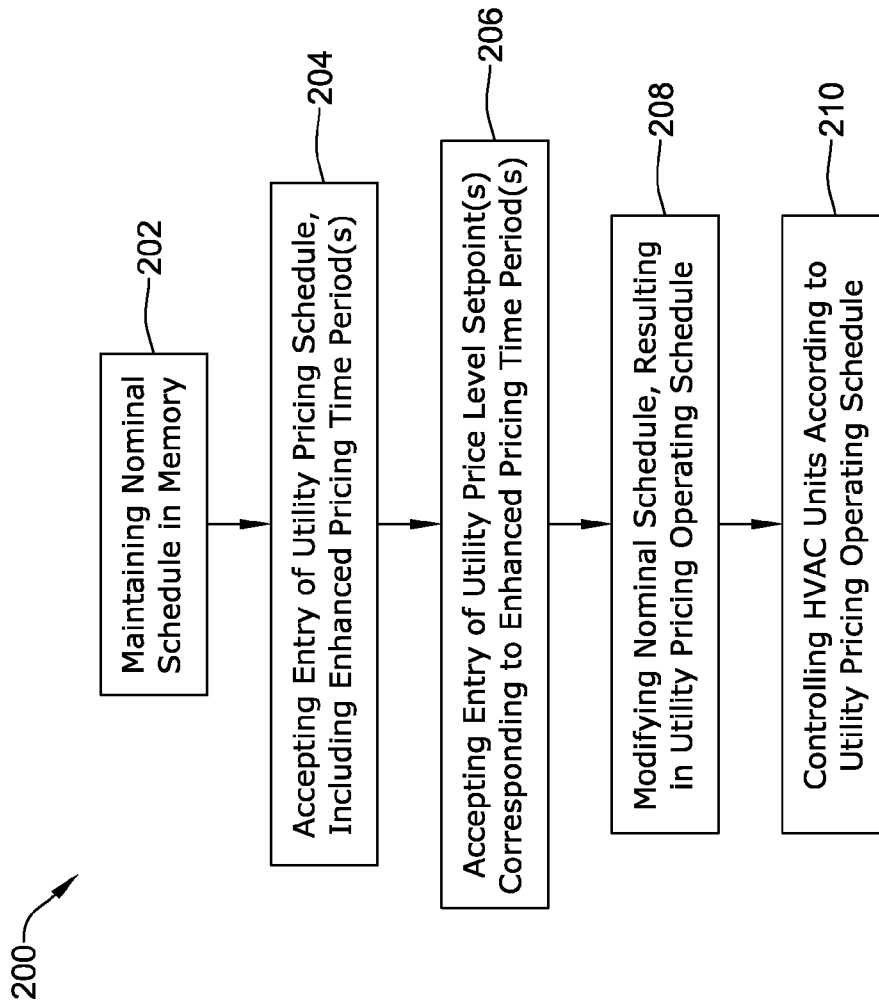 200
202
Maintaining Nominal
Schedule in Memory
204
Accepting Entry of Utility Pricing Schedule,
Including Enhanced Pricing Time Period(s)
206
Accepting Entry of Utility Price Level Setpoint(s)
Corresponding to Enhanced Pricing Time Period(s)
208
Modifying Nominal Schedule, Resulting
in Utility Pricing Operating Schedule
210
Controlling HVAC Units According to
Utility Pricing Operating Schedule